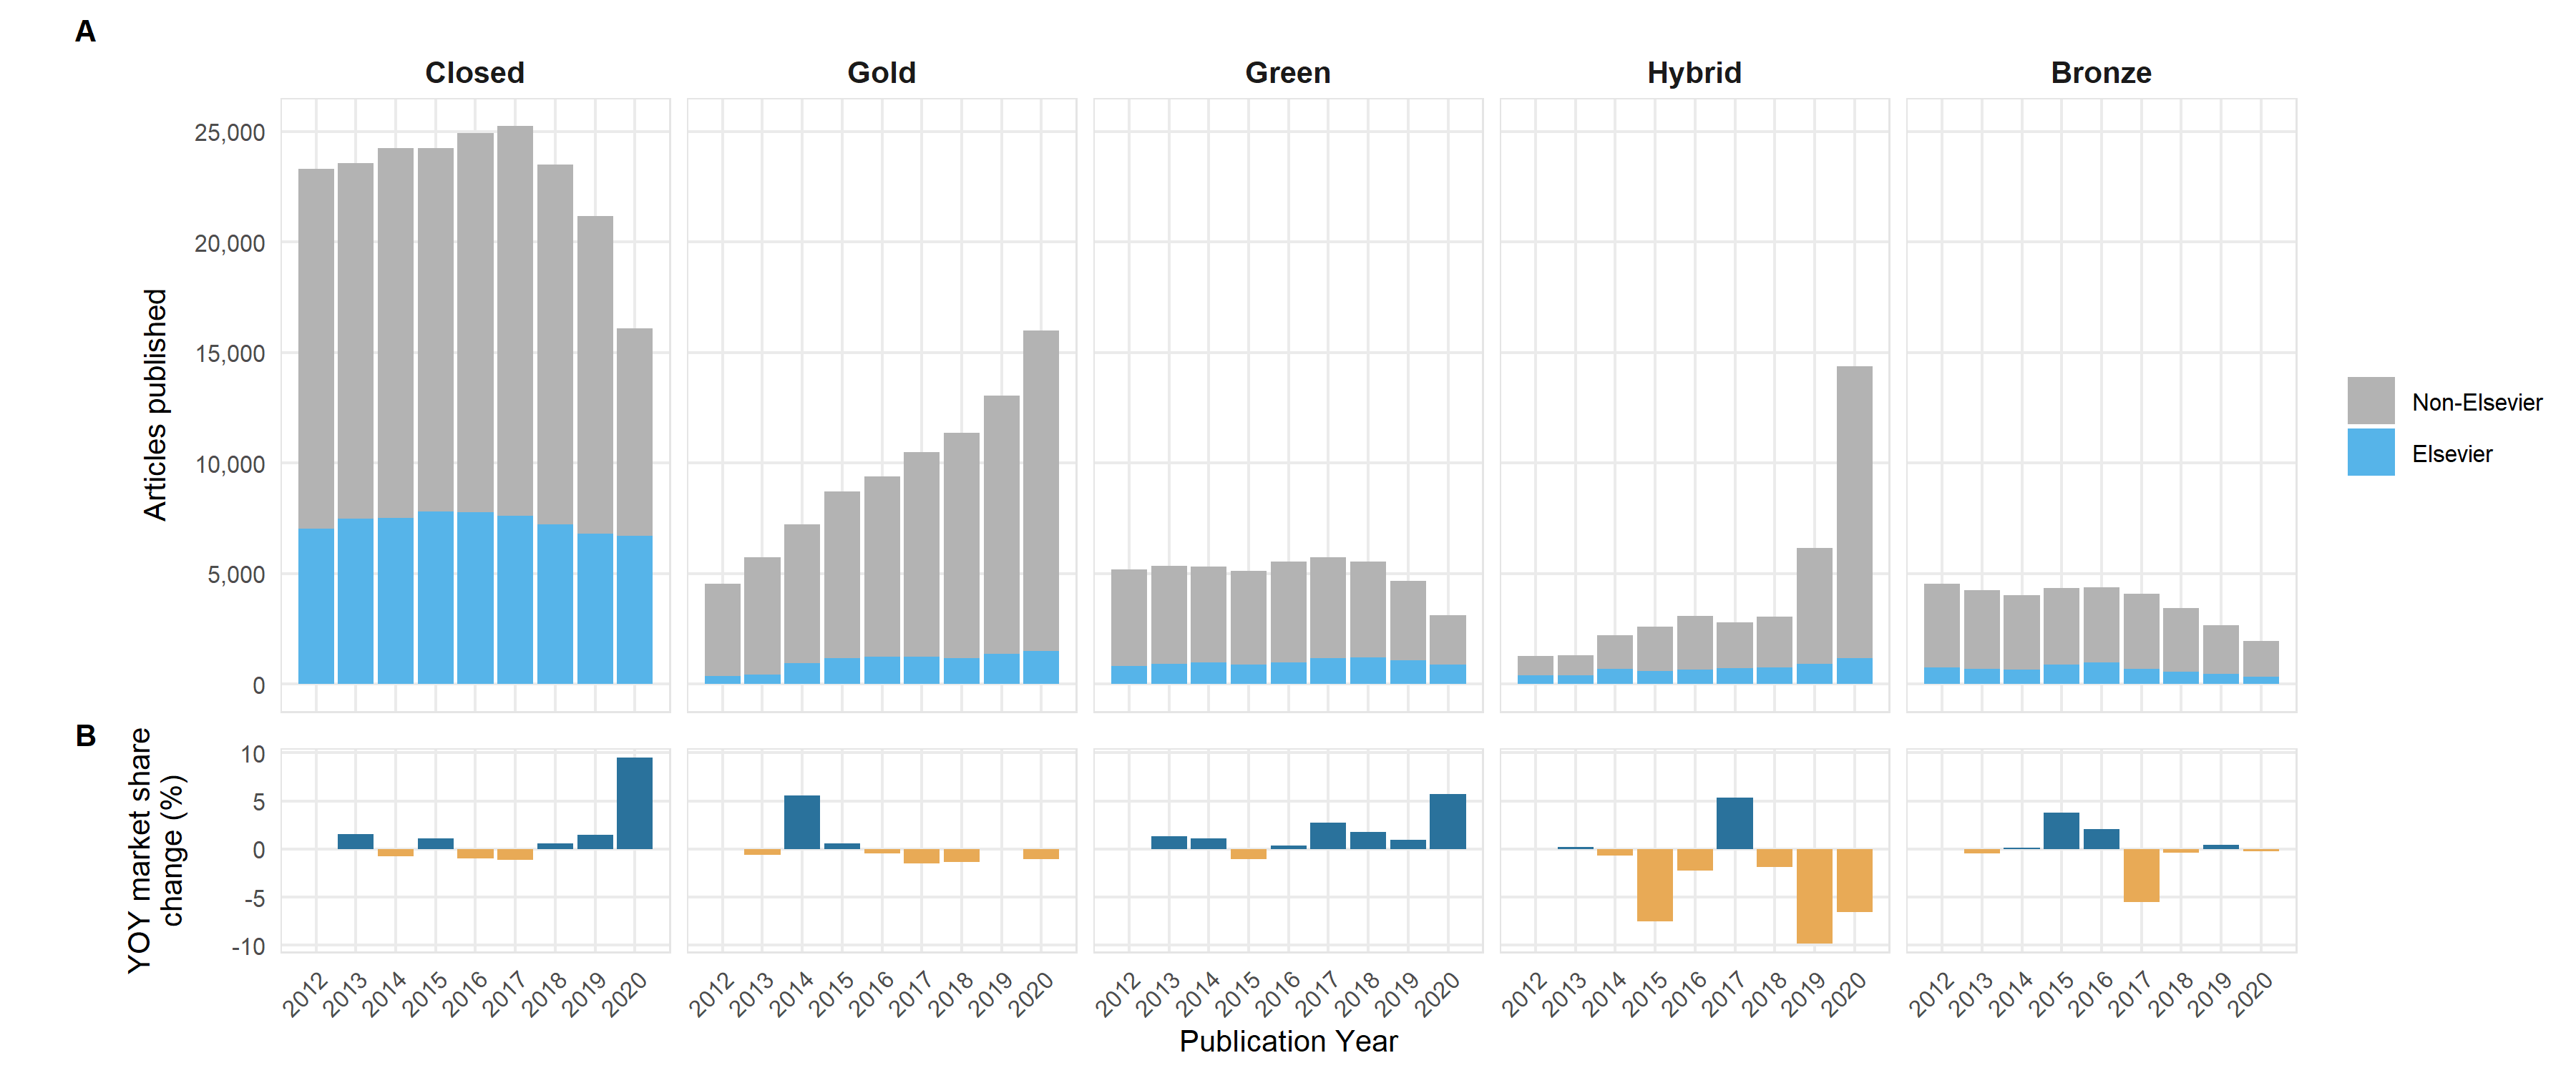 A
Closed
Gold
Green
Hybrid
Bronze
Articles published
25,000
20,000
15,000
10,000
5,000
0
Non-Elsevier
Elsevier
B
YOY market share
change (%)
10
5
0
-5
-10
2012 2013 2014 2015 2016 2017 2018 2019 2020
2012 2013 2014 2015 2016 2017 2018 2019 2020
2012 2013 2014 2015 2016 2017 2018 2019 2020
2012 2013 2014 2015 2016 2017 2018 2019 2020
2012 2013 2014 2015 2016 2017 2018 2019 2020
Publication Year